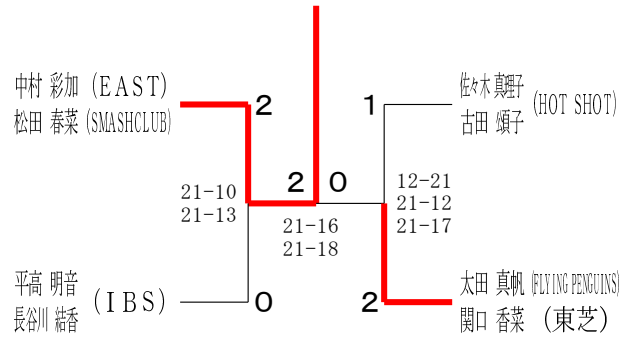 中村 彩加 (EAST)
松田 春菜 (SMASHCLUB)
2
21-10
21-13
平高 明音
長谷川 結香
(IBS)
0
2 0
21-16
21-18
1
佐々木 真理子
古田 頌子
(HOT SHOT)
12-21
21-12
21-17
2
太田 真帆 (FLYING PENGUINS)
関口 香菜 (東芝)